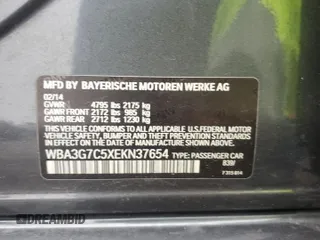 MFD BY BAYERISCHE MOTOREN WERKE AG
02/14
GVWR 4795 lbs 2175 kg
GAWR FRONT 2172 lbs 985 kg
GAWR REAR 2712 lbs 1230 kg
THIS VEHICLE CONFORMS TO ALL APPLICABLE U.S.FEDERAL
MOTOR VEHICLE SAFETY, BUMPER AND THEFT PREVENTION
STANDARDS IN EFFECT ON THE DATE OF MANUFACTURE SHOWN ABOVE.
WBA3G7C5XEKN37654 TYPE: PASSENGER CAR
B39/
DREAMBID